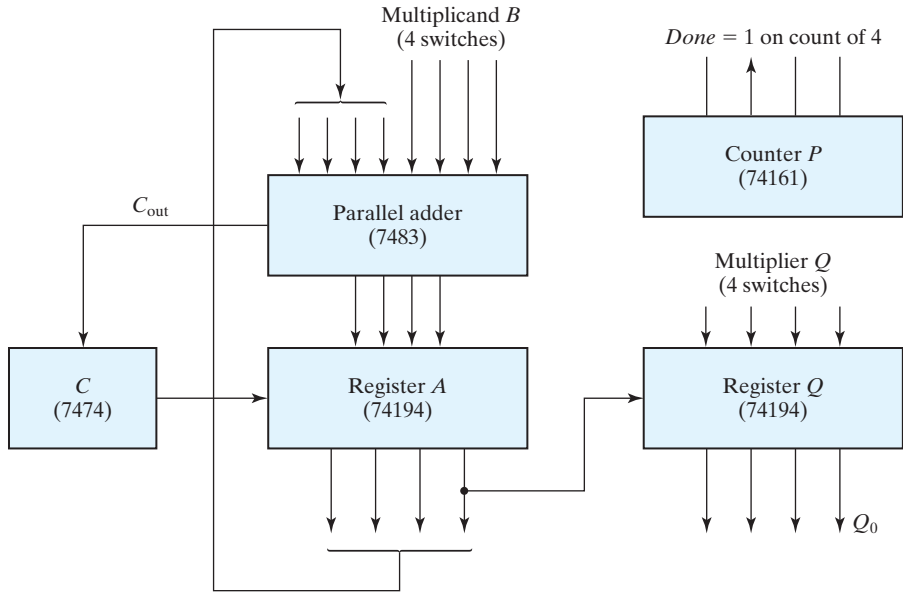 Multiplicand B
(4 switches)
Done = 1 on count of 4
Counter P
(74161)
Cout
Parallel adder
(7483)
Multiplier Q
(4 switches)
C
(7474)
Register A
(74194)
Register Q
(74194)
Q0